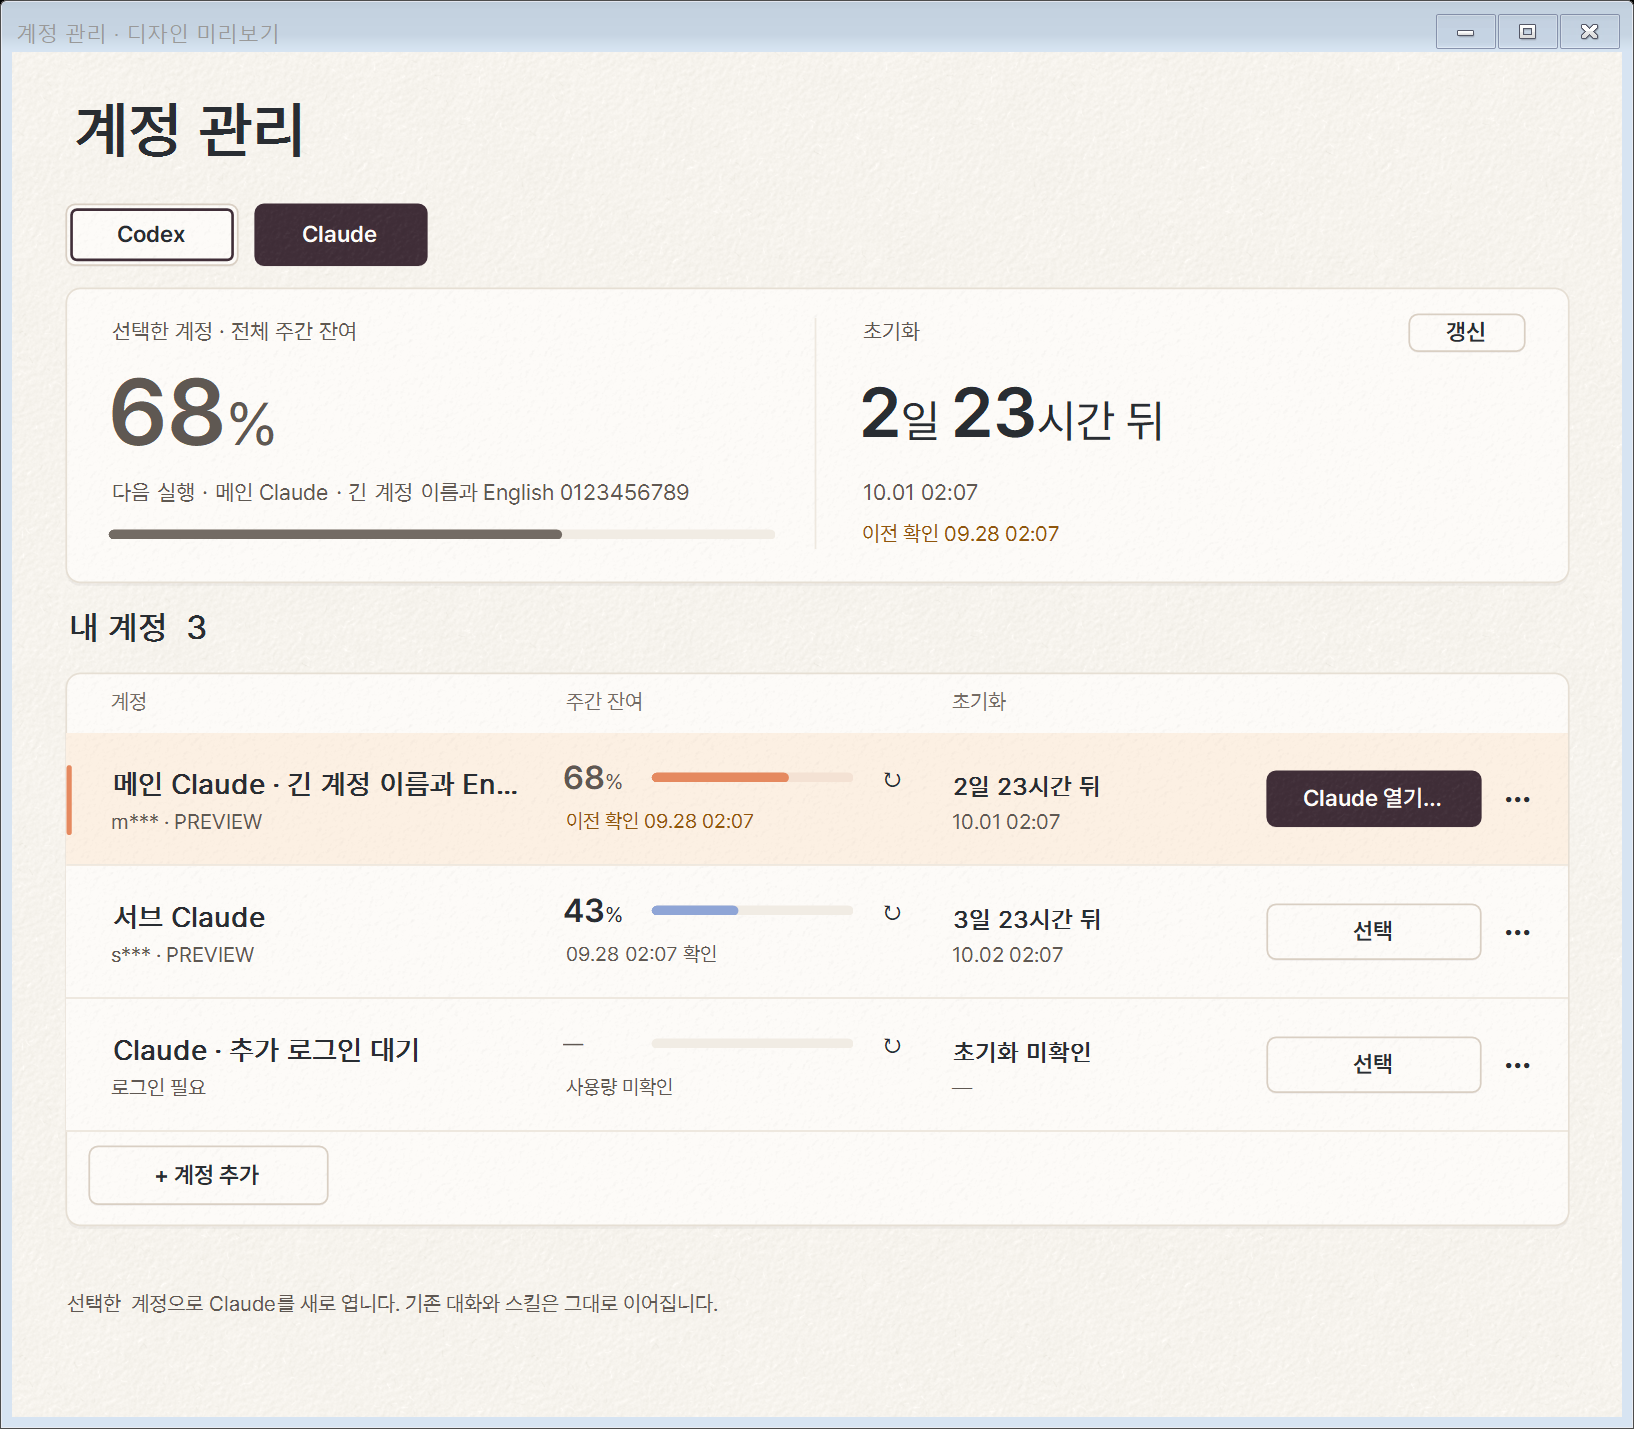 계정 관리 · 디자인 미리보기
계정 관리
Codex
Claude
선택한 계정 · 전체 주간 잔여
68%
다음 실행 · 메인 Claude · 긴 계정 이름과 English 0123456789
초기화
갱신
2일 23시간 뒤
10.01 02:07
이전 확인 09.28 02:07
내 계정 3
계정 주간 잔여 초기화
메인 Claude · 긴 계정 이름과 En...
m*** · PREVIEW
68%
이전 확인 09.28 02:07
2일 23시간 뒤
10.01 02:07
Claude 열기...
서브 Claude
s*** · PREVIEW
43%
09.28 02:07 확인
3일 23시간 뒤
10.02 02:07
선택
Claude · 추가 로그인 대기
로그인 필요
—
사용량 미확인
초기화 미확인
—
선택
+ 계정 추가
선택한 계정으로 Claude를 새로 엽니다. 기존 대화와 스킬은 그대로 이어집니다.